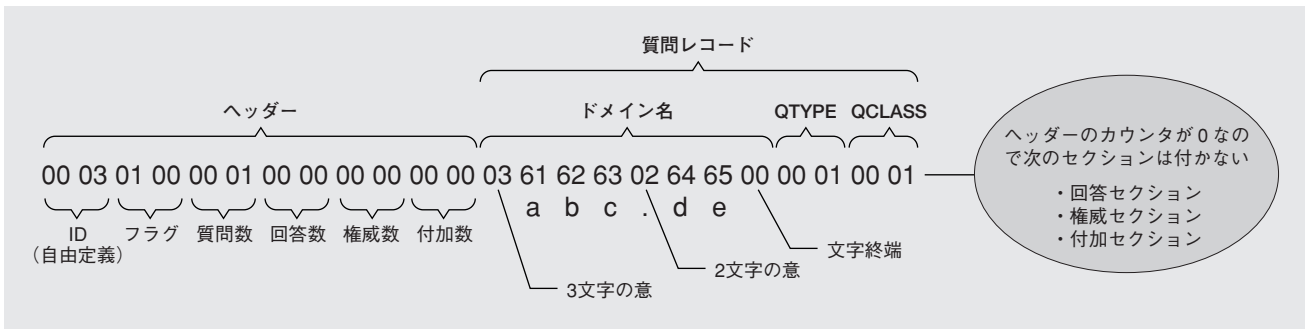 質問レコード
ヘッダー
ドメイン名
QTYPE QCLASS
00 03 01 00 00 01 00 00 00 00 00 00 03 61 62 63 02 64 65 00 00 01 00 01
a b c . d e
ID
（自由定義）
フラグ
質問数
回答数
権威数
付加数
3文字の意
2文字の意
文字終端
ヘッダーのカウンタが0なの
で次のセクションは付かない
・回答セクション
・権威セクション
・付加セクション